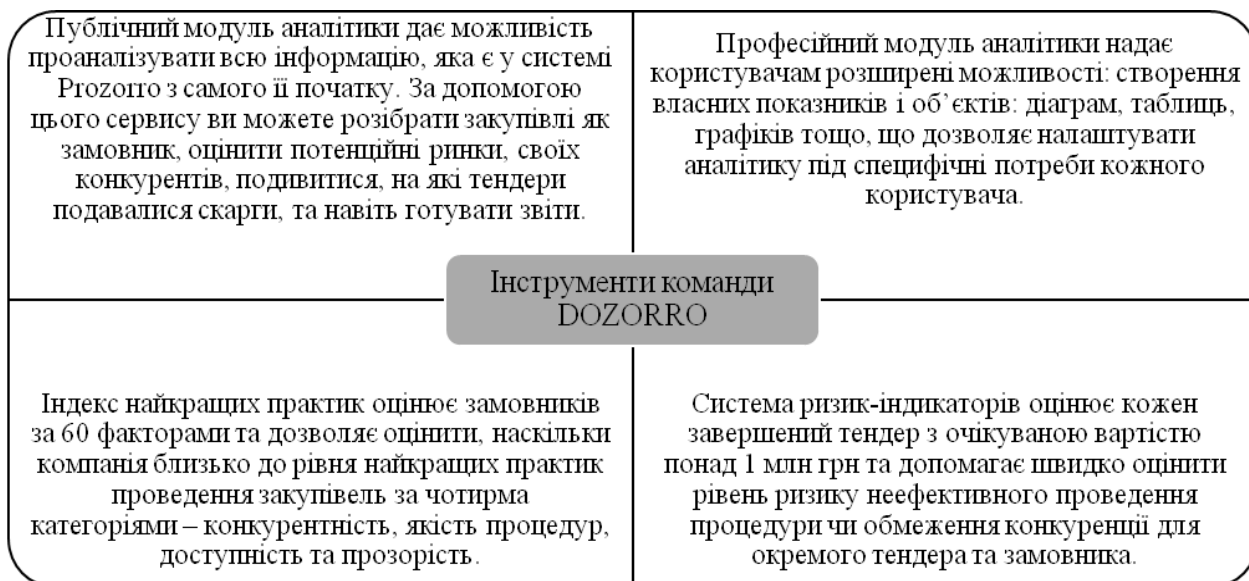 Публічний модуль аналітики дає можливість
проаналізувати всю інформацію, яка є у системі
Prozorro з самого її початку. За допомогою
цього сервису ви можете розібрати закупівлі як
замовник, оцінити потенційні ринки, своїх
конкурентів, подивитися, на які тендери
подавалися скарги, та навіть готувати звіти.
Професійний модуль аналітики надає
користувачам розширені можливості: створення
власних показників і об’єктів: діаграм, таблиць,
графіків тощо, що дозволяє налаштувати
аналітику під специфічні потреби кожного
користувача.
Інструменти команди
DOZORRO
Індекс найкращих практик оцінює замовників
за 60 факторами та дозволяє оцінити, наскільки
компанія близько до рівня найкращих практик
проведення закупівель за чотирма
категоріями – конкурентність, якість процедур,
доступність та прозорість.
Система ризик-індикаторів оцінює кожен
завершений тендер з очікуваною вартістю
понад 1 млн грн та допомагає швидко оцінити
рівень ризику неефективного проведення
процедури чи обмеження конкуренції для
окремого тендера та замовника.